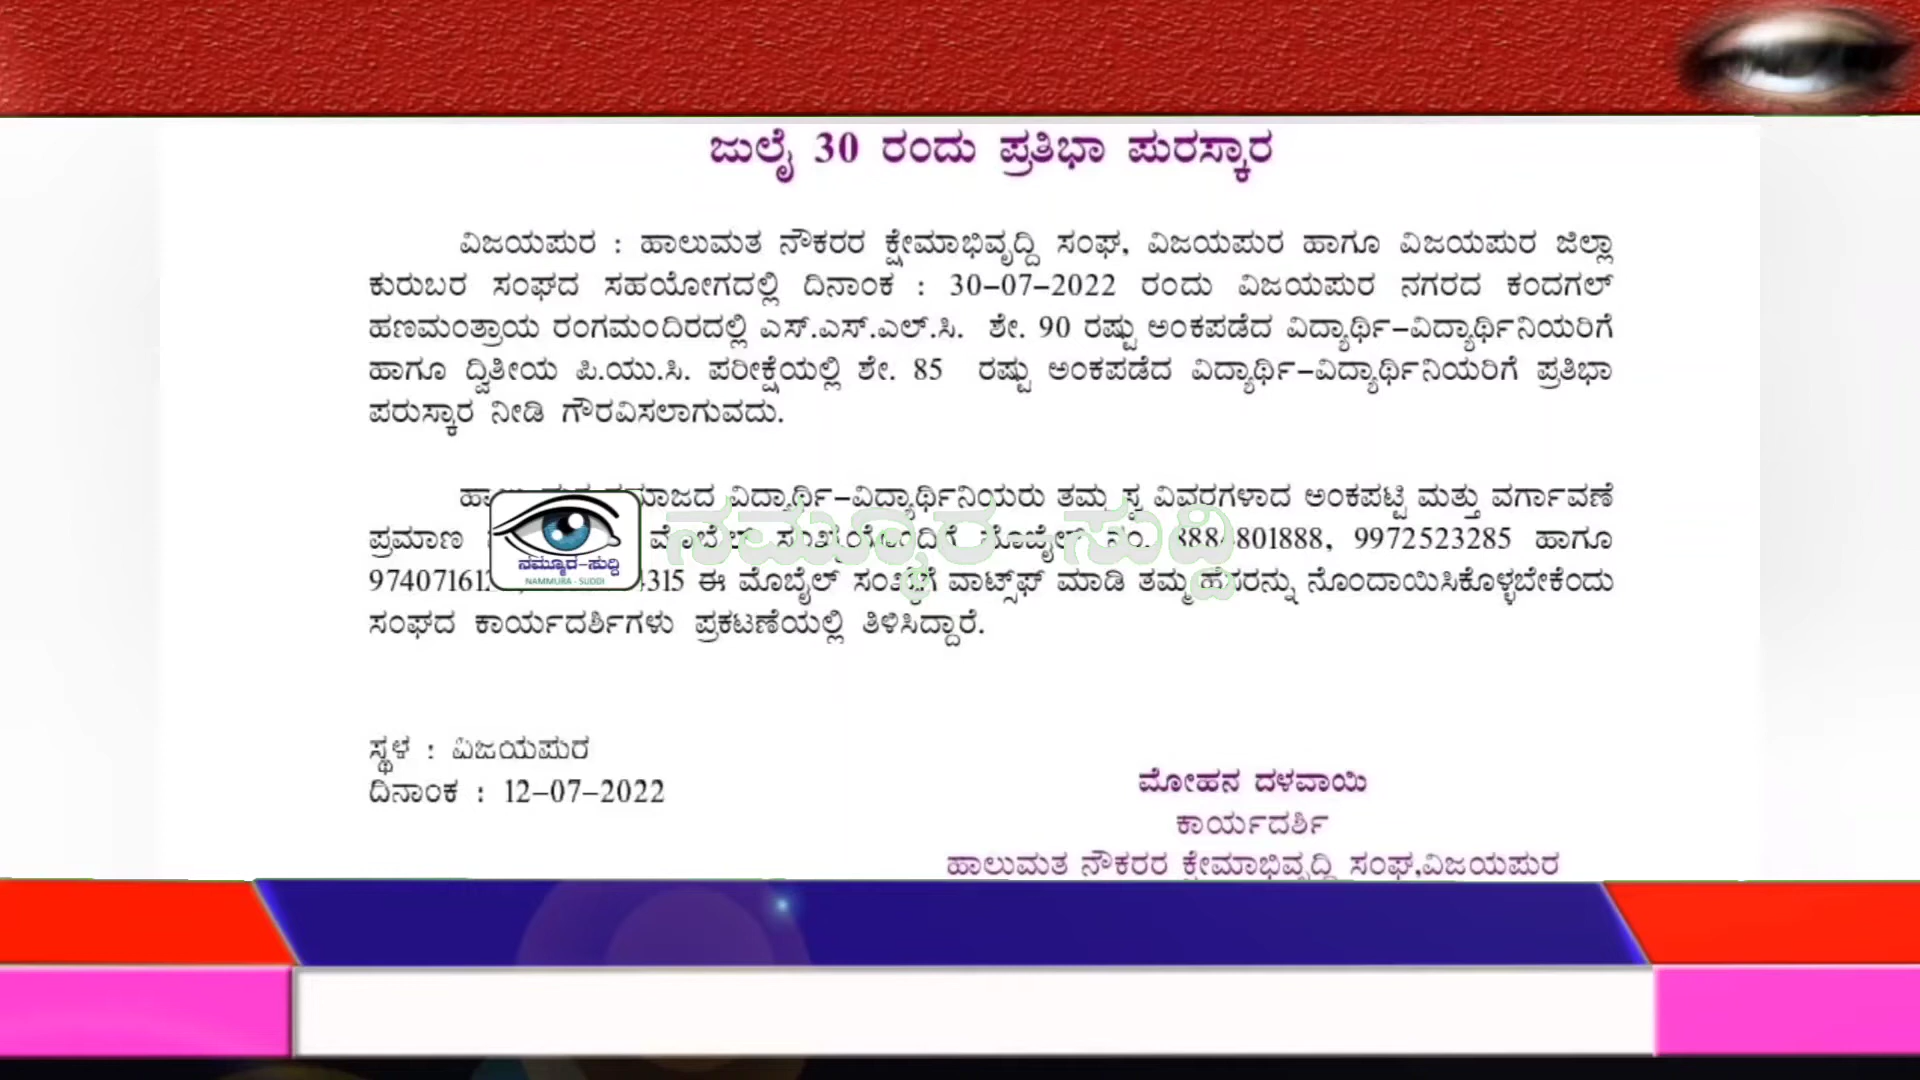 ಜುಲೈ 30 ರಂದು ಪ್ರತಿಭಾ ಪುರಸ್ಕಾರ
ವಿಜಯಪುರ : ಹಾಲುಮತ ನೌಕರರ ಕ್ಷೇಮಾಭಿವೃದ್ದಿ ಸಂಘ, ವಿಜಯಪುರ ಹಾಗೂ ವಿಜಯಪುರ ಜಿಲ್ಲಾ
ಕುರುಬರ ಸಂಘದ ಸಹಯೋಗದಲ್ಲಿ ದಿನಾಂಕ : 30-07-2022 ರಂದು ವಿಜಯಪುರ ನಗರದ ಕಂದಗಲ್
ಹಣಮಂತ್ರಾಯ ರಂಗಮಂದಿರದಲ್ಲಿ ಎಸ್.ಎಸ್.ಎಲ್.ಸಿ. ಶೇ. 90 ರಷ್ಟು ಅಂಕಪಡೆದ ವಿದ್ಯಾರ್ಥಿ-ವಿದ್ಯಾರ್ಥಿನಿಯರಿಗೆ
ಹಾಗೂ ದ್ವಿತೀಯ ಪಿ.ಯು.ಸಿ. ಪರೀಕ್ಷೆಯಲ್ಲಿ ಶೇ. 85 ರಷ್ಟು ಅಂಕಪಡೆದ ವಿದ್ಯಾರ್ಥಿ-ವಿದ್ಯಾರ್ಥಿನಿಯರಿಗೆ ಪ್ರತಿಭಾ
ಪರುಸ್ಕಾರ ನೀಡಿ ಗೌರವಿಸಲಾಗುವದು.
ವಿದ್ಯಾರ್ಥಿ-ವಿದ್ಯಾರ್ಥಿನಿಯರು ತಮ್ಮ ಸ್ವ ವಿವರಗಳಾದ ಅಂಕಪಟ್ಟಿ ಮತ್ತು ವರ್ಗಾವಣೆ
ಪ್ರಮಾಣ ಮೊಬೈಲ್ ಸಂಖ್ಯೆಯೊಂದಿಗೆ ಮೊಬೈಲ್ ನಂ. 9972523285 ಹಾಗೂ
ಈ ಮೊಬೈಲ್ ಸಂಖ್ಯೆಗೆ ವಾಟ್ಸ್‌ಫ್ ಮಾಡಿ ತಮ್ಮ ಹೆಸರನ್ನು ನೊಂದಾಯಿಸಿಕೊಳ್ಳಬೇಕೆಂದು
ಸಂಘದ ಕಾರ್ಯದರ್ಶಿಗಳು ಪ್ರಕಟಣೆಯಲ್ಲಿ ತಿಳಿಸಿದ್ದಾರೆ.
ನಮ್ಮೂರ-ಸುದ್ದಿ
NAMMURA - SUDDI
ನಮ್ಮೂರ-ಸುದ್ದಿ
ಸ್ಥಳ : ವಿಜಯಪುರ
ದಿನಾಂಕ : 12-07-2022
ಮೋಹನ ದಳವಾಯಿ
ಕಾರ್ಯದರ್ಶಿ
ಹಾಲುಮತ ನೌಕರರ ಕ್ಷೇಮಾಭಿವೃದ್ದಿ ಸಂಘ,ವಿಜಯಪುರ